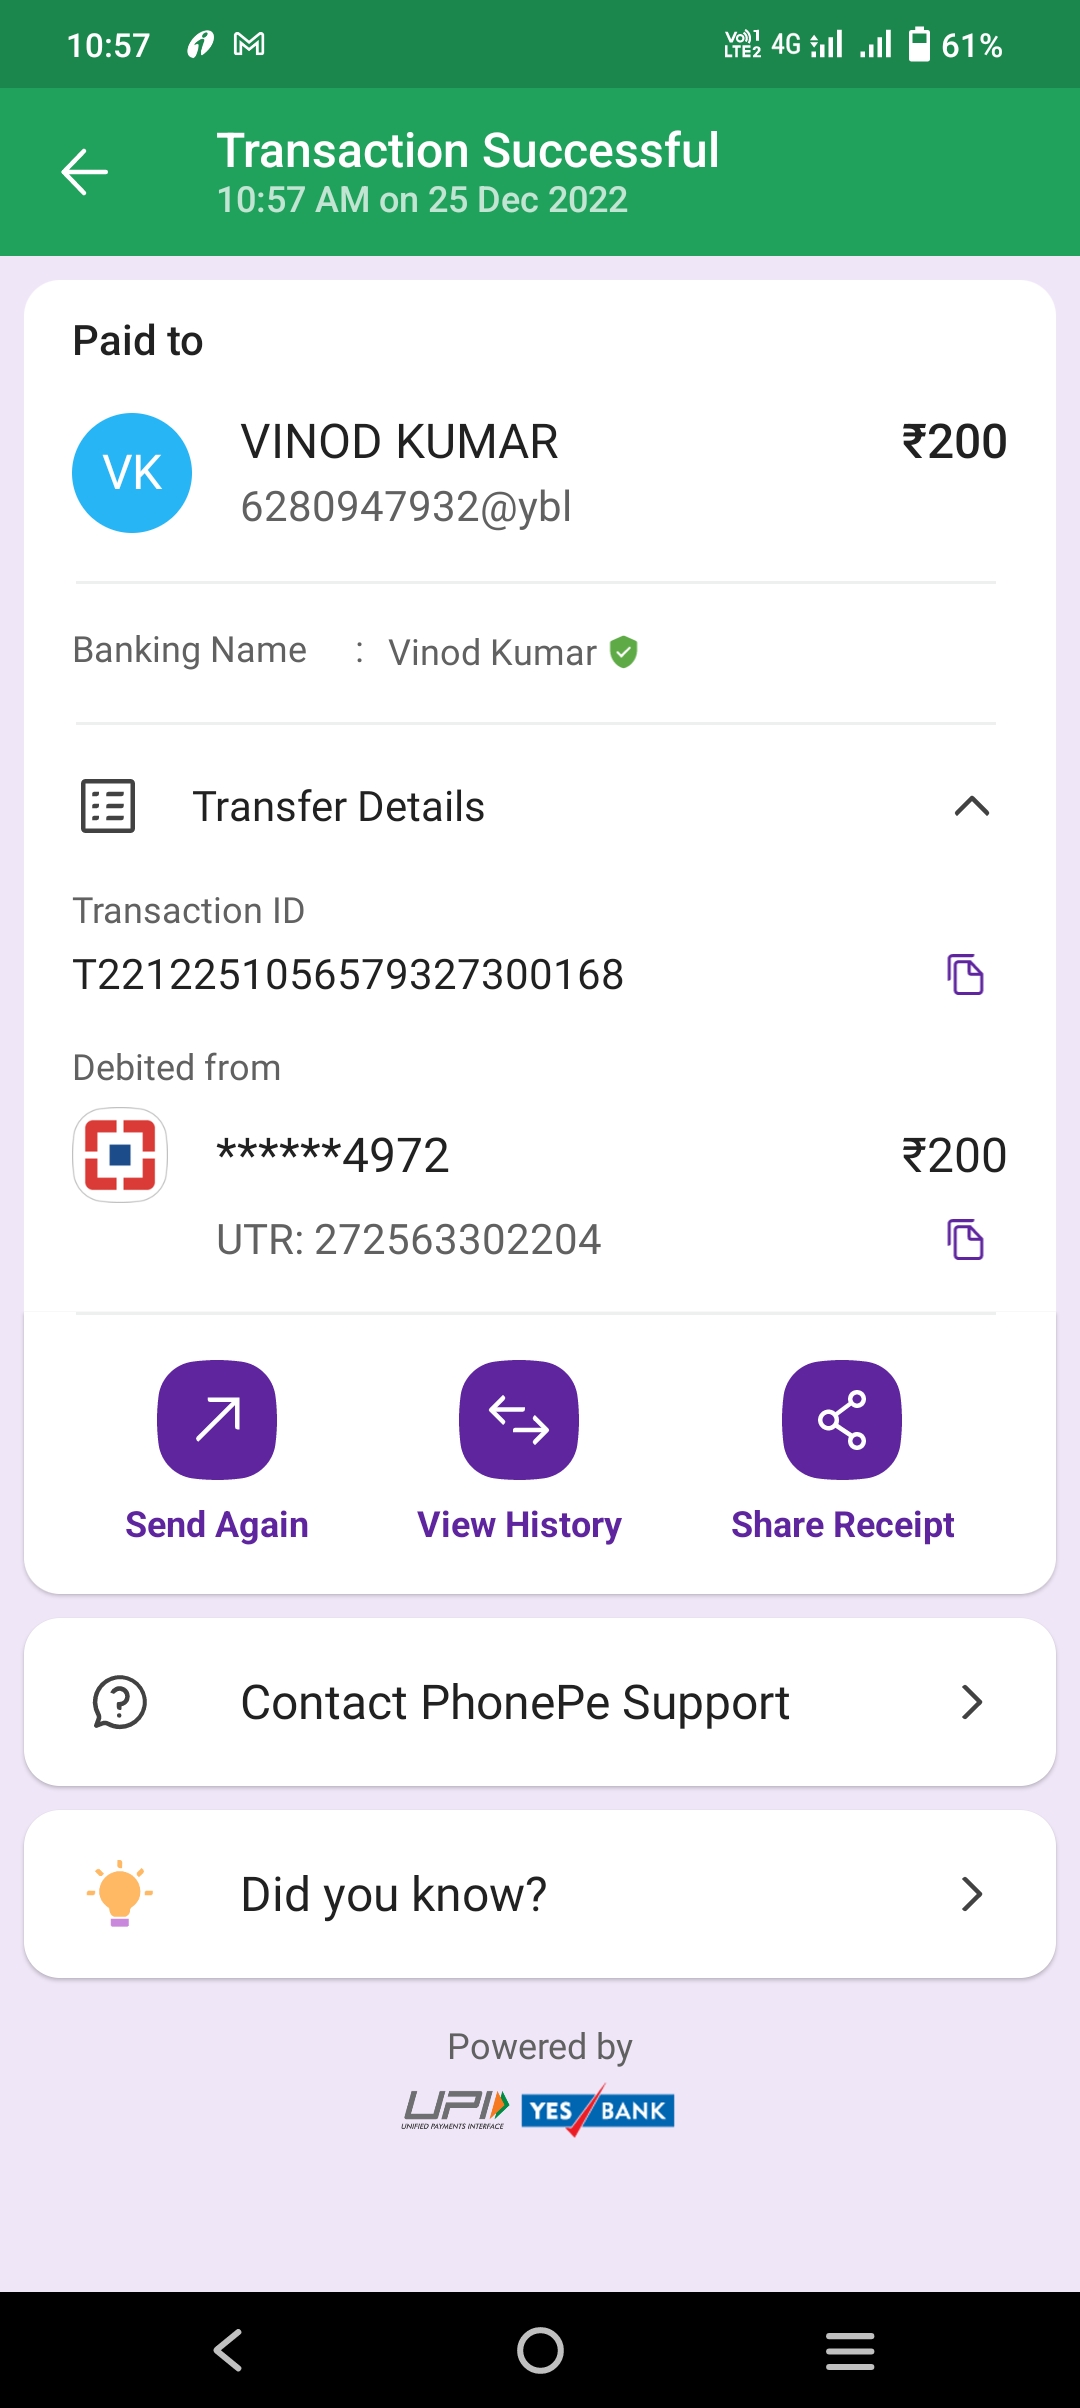 10:57 Vo)) 1 LTE2 4G 61%
Transaction Successful
10:57 AM on 25 Dec 2022
Paid to
VK VINOD KUMAR ₹200
6280947932@ybl
Banking Name : Vinod Kumar
Transfer Details
Transaction ID
T2212251056579327300168
Debited from
******4972 ₹200
UTR: 272563302204
Send Again View History Share Receipt
Contact PhonePe Support
Did you know?
Powered by
UPI YES BANK
UNIFIED PAYMENTS INTERFACE